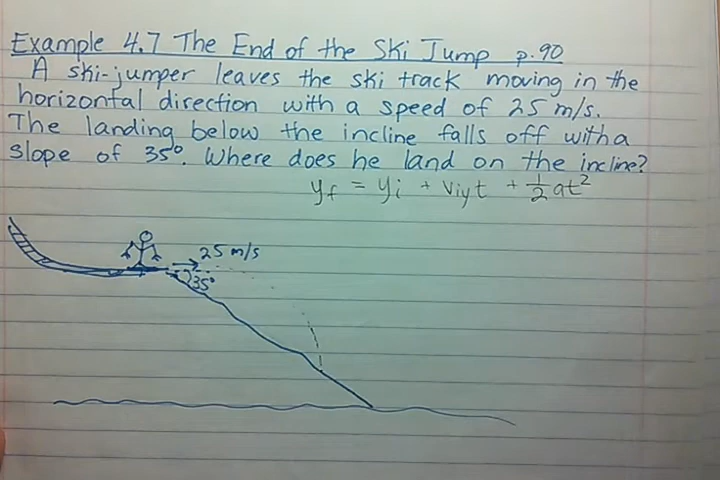 Example 4.7 The End of the Ski Jump p.90
A ski-jumper leaves the ski track moving in the
horizontal direction with a speed of 25 m/s.
The landing below the incline falls off with a
slope of 35°. Where does he land on the incline?
yf = yi + viyt + ½at²
25 m/s
35°